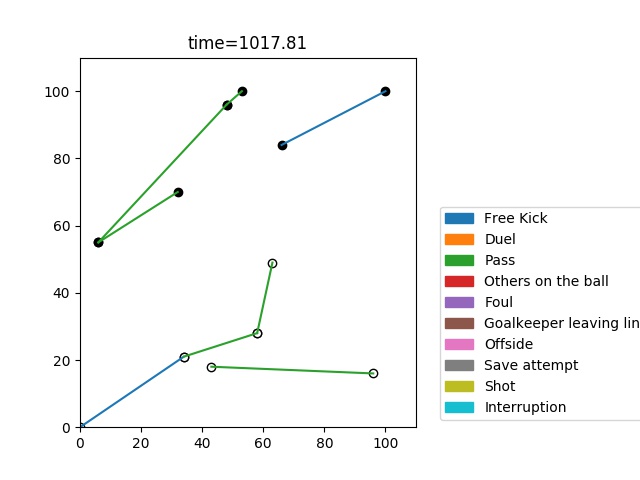 time=1017.81
100
80
60
40
20
0
0 20 40 60 80 100
Free Kick
Duel
Pass
Others on the ball
Foul
Goalkeeper leaving lin
Offside
Save attempt
Shot
Interruption